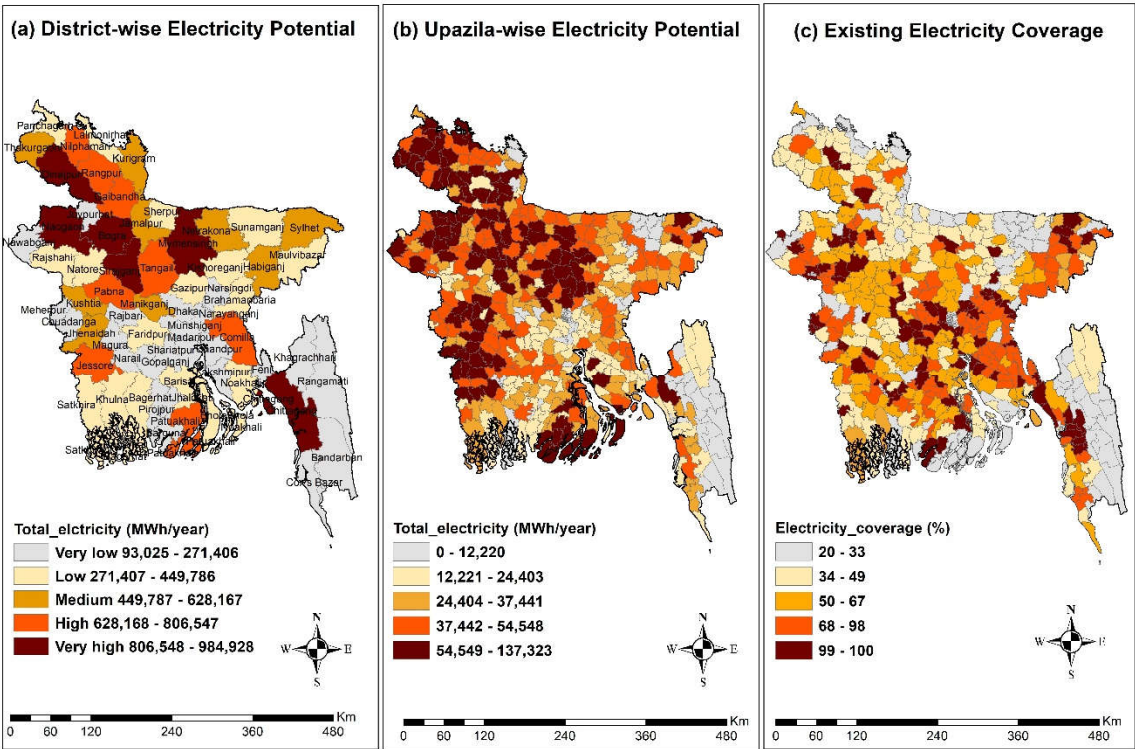 (a) District-wise Electricity Potential
Panchagarh
Lalmonirhat
Thakurgaon
Nilphamari
Kurigram
Dinajpur
Rangpur
Gaibandha
Sherpur
Jaypurhat
Jamalpur
Netrakona
Sunamganj
Sylhet
Naogaon
Bogra
Mymensingh
Nawabganj
Maulvibazar
Rajshahi
Natore
Sirajganj
Tangail
Kishoreganj
Habiganj
Pabna
Gazipur
Narsingdi
Kushtia
Manikganj
Brahamanbaria
Meherpur
Rajbari
Dhaka
Narayanganj
Chuadanga
Jhenaidah
Faridpur
Munshiganj
Magura
Madaripur
Comilla
Narail
Shariatpur
Chandpur
Jessore
Gopalganj
Khagrachhari
Feni
Barisal
Noakhali
Rangamati
Khulna
Bagerhat
Satkhira
Pirojpur
Patuakhali
Bandarban
Cox's Bazar
Total_elctricity (MWh/year)
Very low 93,025 - 271,406
Low 271,407 - 449,786
Medium 449,787 - 628,167
High 628,168 - 806,547
Very high 806,548 - 984,928
N
W
E
S
Km
0 60 120 240 360 480
(b) Upazila-wise Electricity Potential
Total_electricity (MWh/year)
0 - 12,220
12,221 - 24,403
24,404 - 37,441
37,442 - 54,548
54,549 - 137,323
N
W
E
S
Km
0 60 120 240 360 480
(c) Existing Electricity Coverage
Electricity_coverage (%)
20 - 33
34 - 49
50 - 67
68 - 98
99 - 100
N
W
E
S
Km
0 60 120 240 360 480